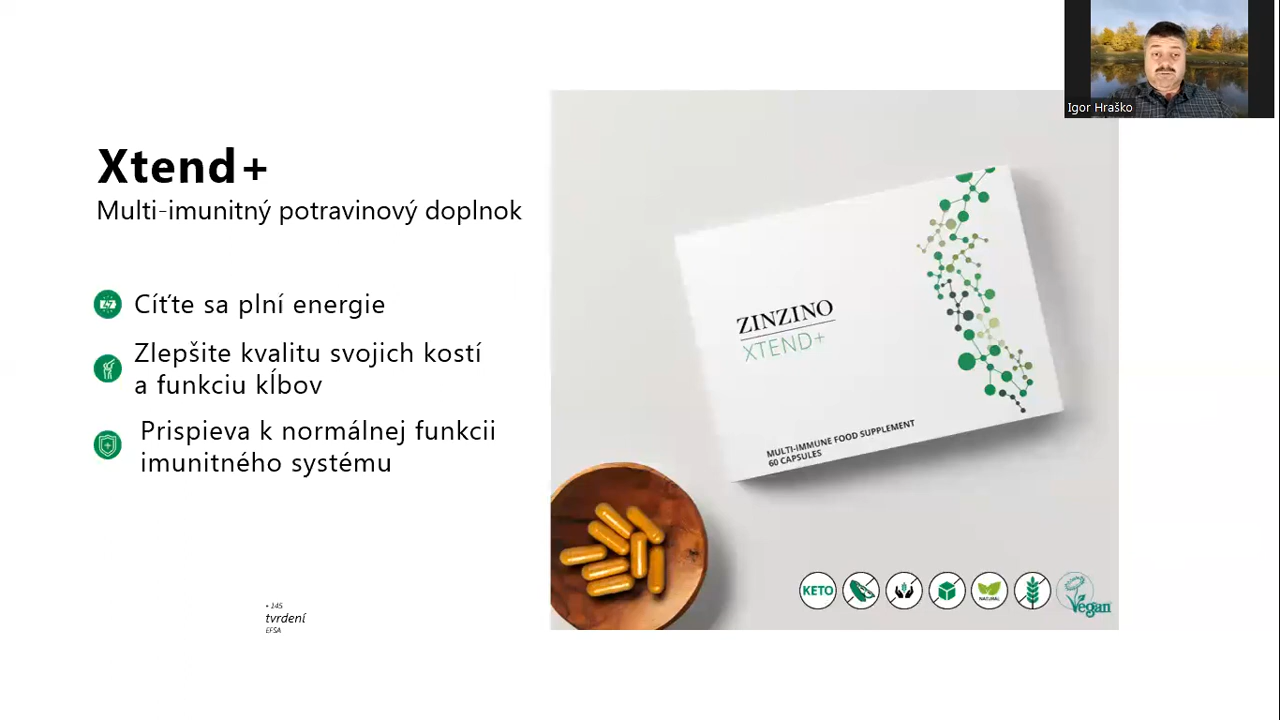 Igor Hraško
Xtend+
Multi-imunitný potravinový doplnok
Cíťte sa plní energie
Zlepšite kvalitu svojich kostí
a funkciu kĺbov
Prispieva k normálnej funkcii
imunitného systému
• 145
tvrdení
EFSA
ZINZINO
XTEND+
MULTI-IMMUNE FOOD SUPPLEMENT
60 CAPSULES
KETO
NATURAL
Vegan